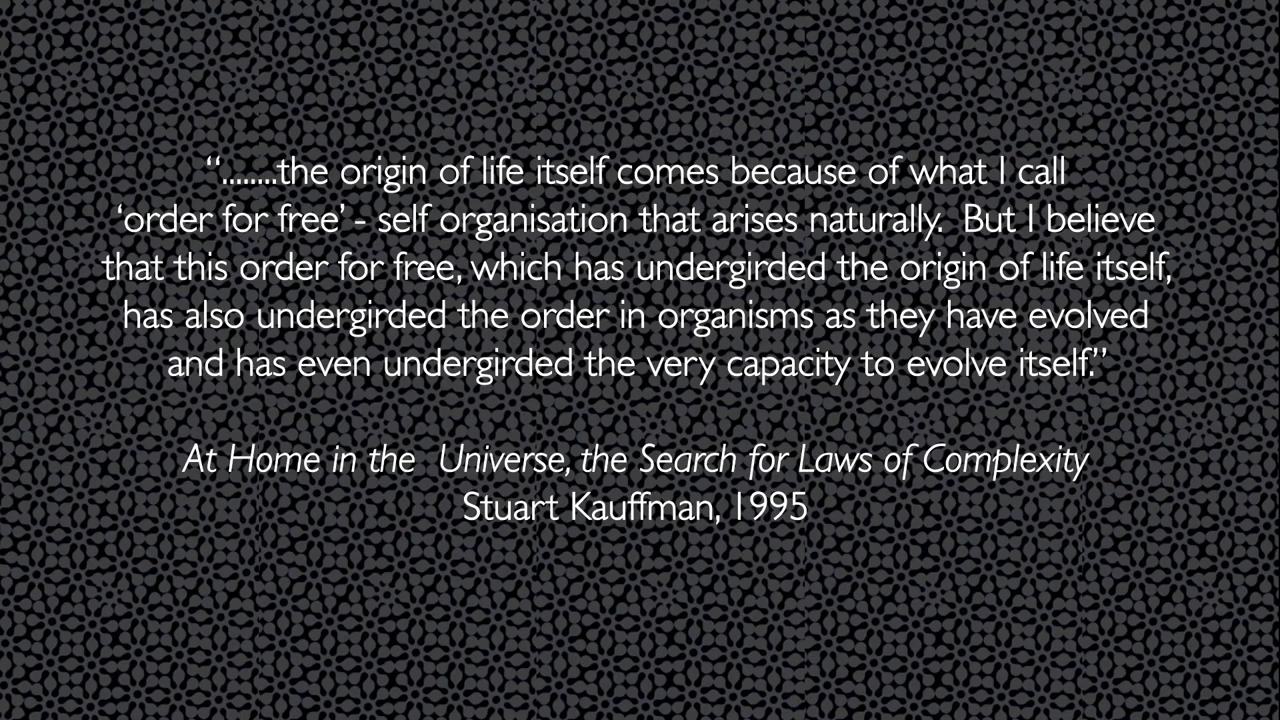 “........the origin of life itself comes because of what I call
‘order for free’ - self organisation that arises naturally.  But I believe
that this order for free, which has undergirded the origin of life itself,
has also undergirded the order in organisms as they have evolved
and has even undergirded the very capacity to evolve itself.”
At Home in the  Universe, the Search for Laws of Complexity
Stuart Kauffman, 1995